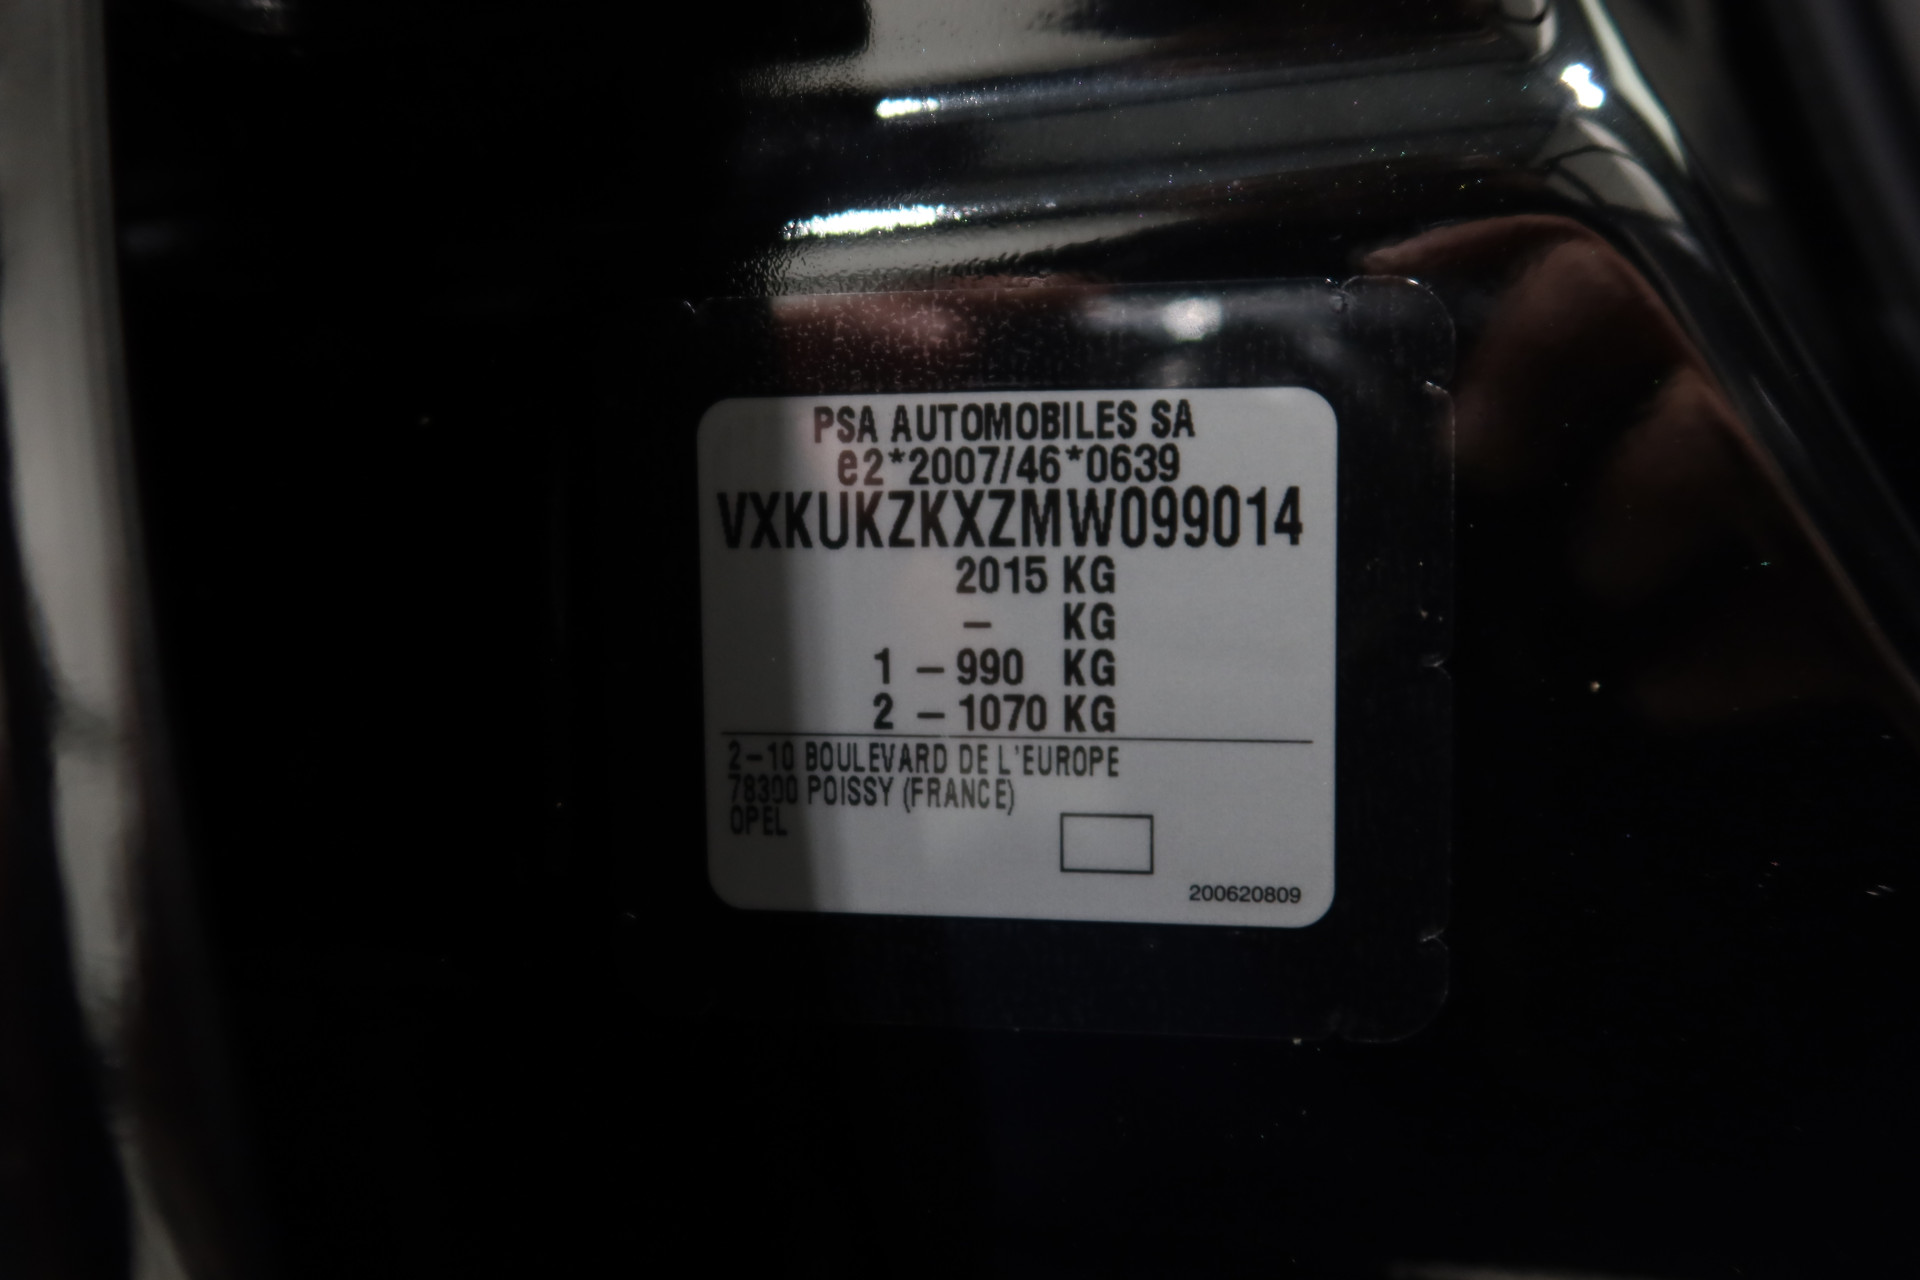 PSA AUTOMOBILES SA
e2*2007/46*0639
VXKUKZKXZMW099014
2015 KG
– KG
1 – 990 KG
2 – 1070 KG
2–10 BOULEVARD DE L'EUROPE
78300 POISSY (FRANCE)
OPEL
200620809